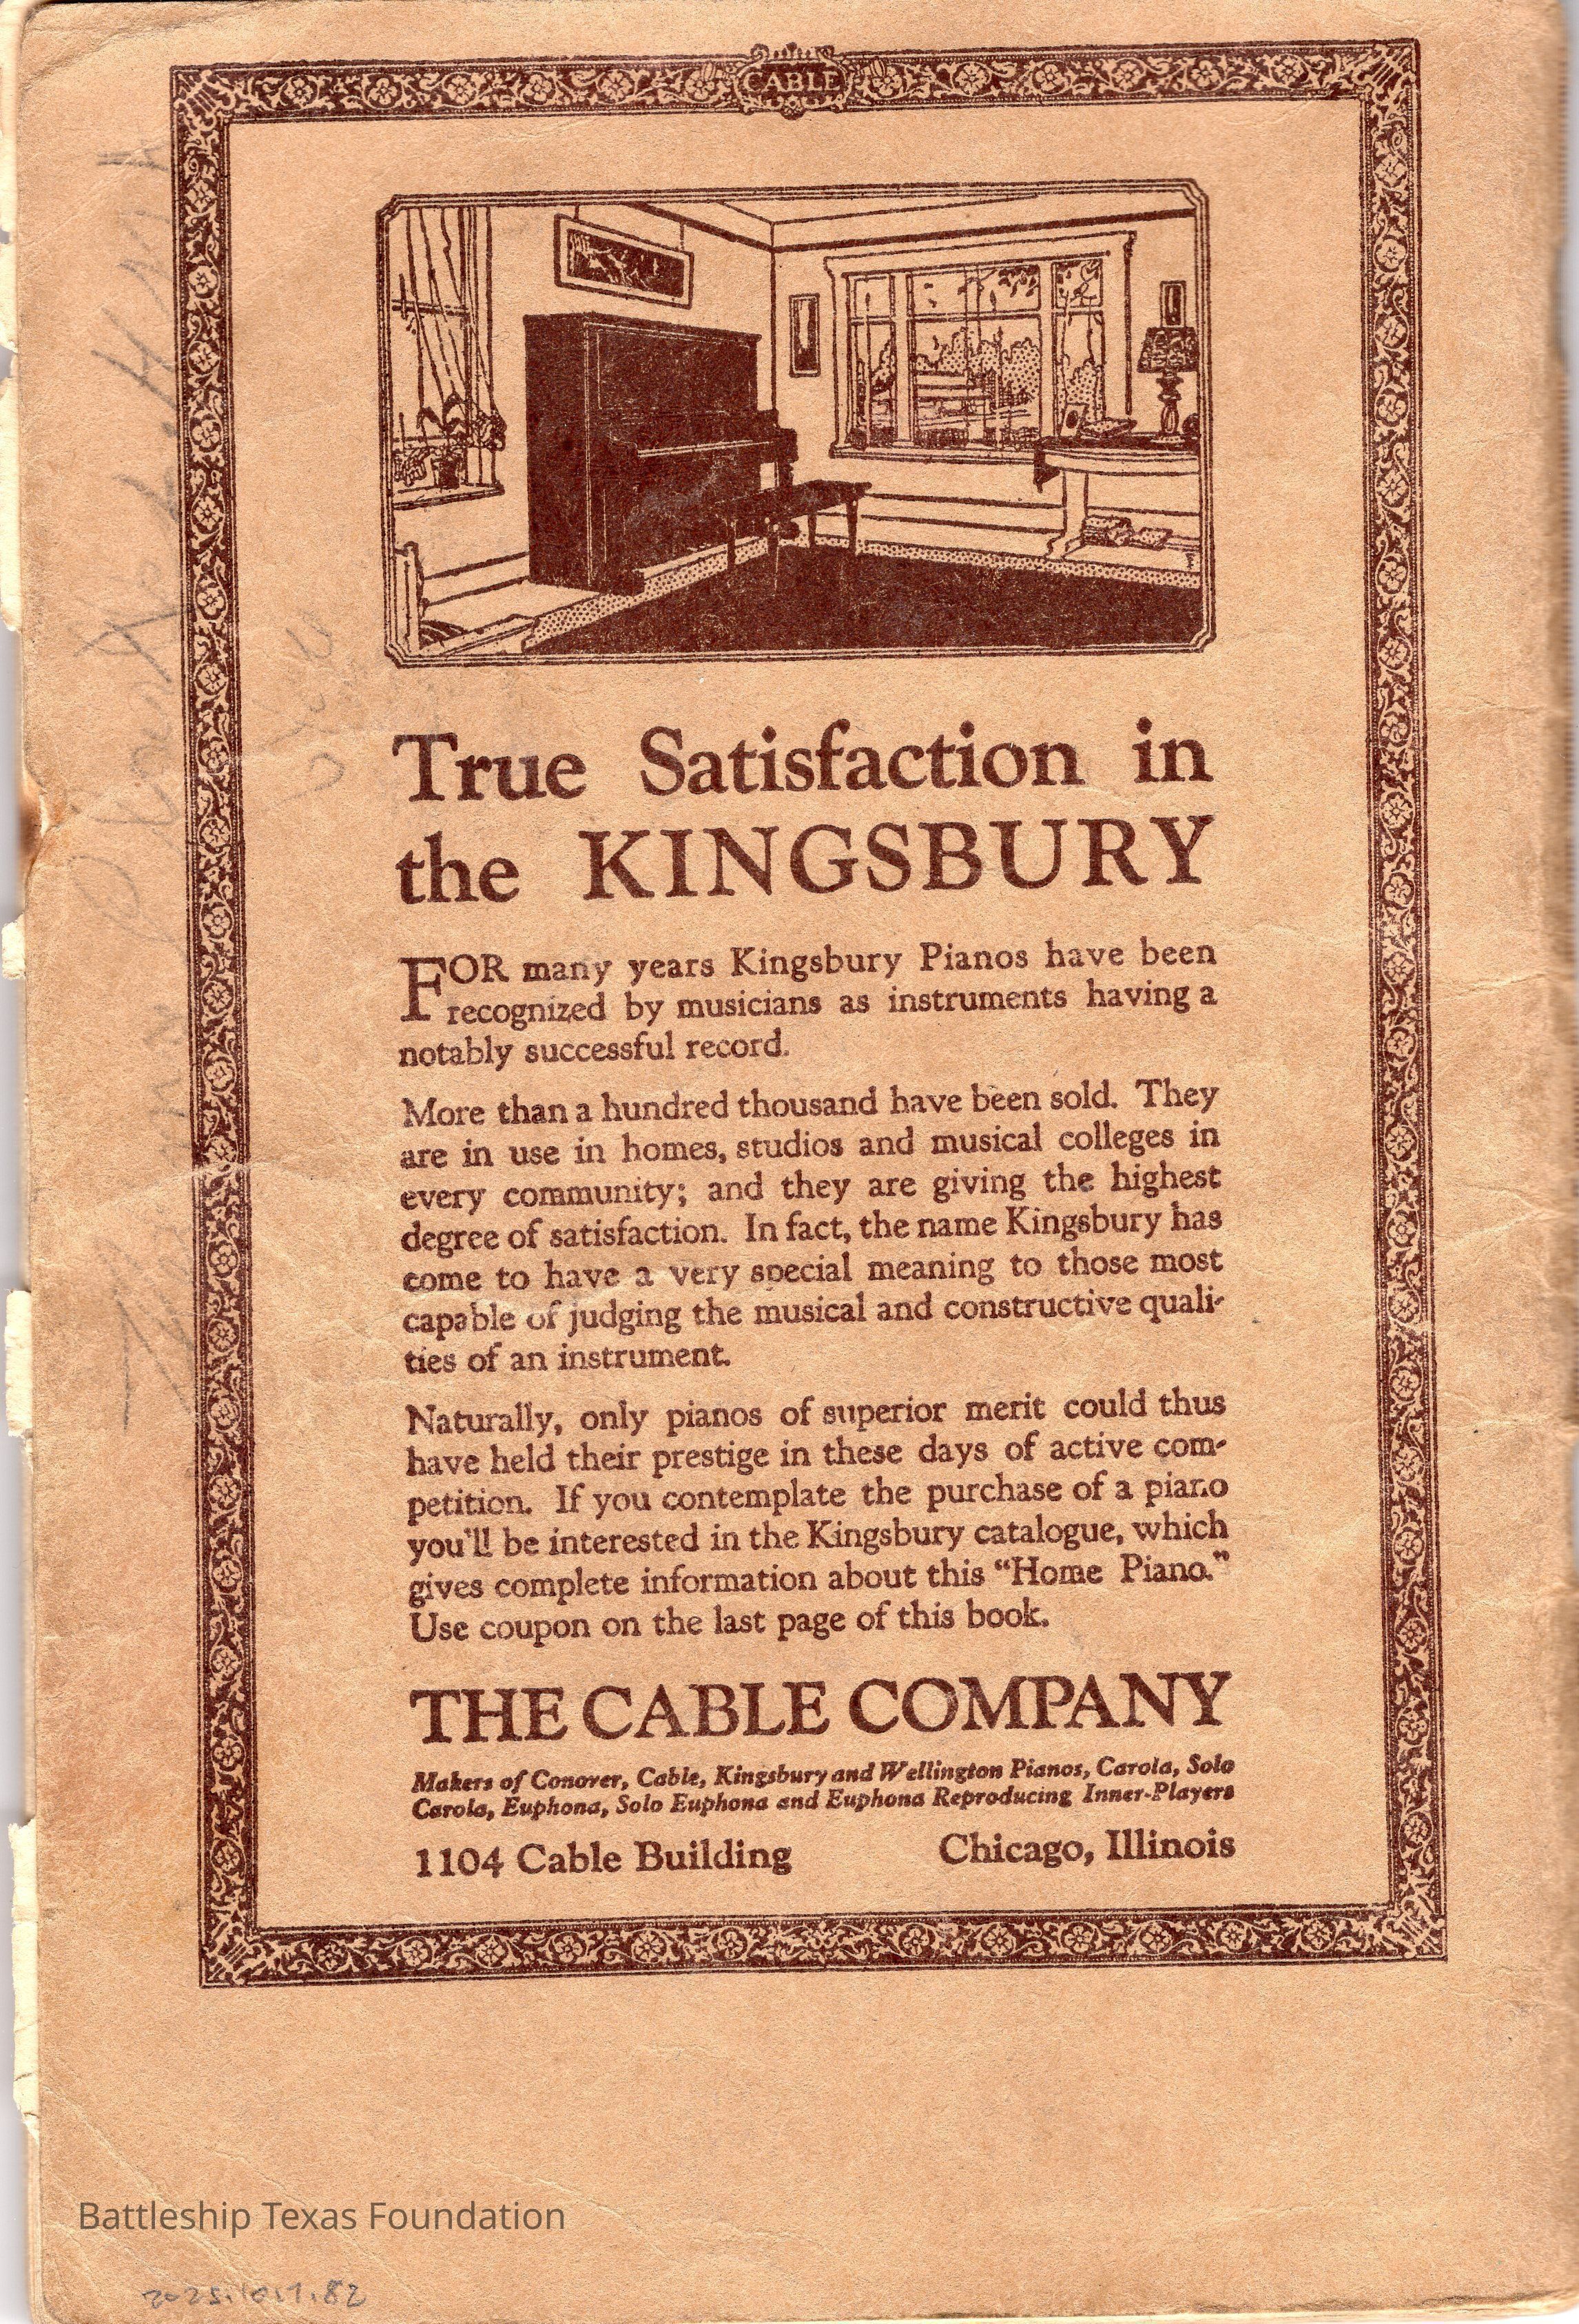 CABLE
True Satisfaction in
the KINGSBURY
FOR many years Kingsbury Pianos have been
recognized by musicians as instruments having a
notably successful record.
More than a hundred thousand have been sold. They
are in use in homes, studios and musical colleges in
every community; and they are giving the highest
degree of satisfaction. In fact, the name Kingsbury has
come to have a very special meaning to those most
capable of judging the musical and constructive quali-
ties of an instrument.
Naturally, only pianos of superior merit could thus
have held their prestige in these days of active com-
petition. If you contemplate the purchase of a piano
you'll be interested in the Kingsbury catalogue, which
gives complete information about this “Home Piano.”
Use coupon on the last page of this book.
THE CABLE COMPANY
Makers of Conover, Cable, Kingsbury and Wellington Pianos, Carola, Solo
Carola, Euphona, Solo Euphona and Euphona Reproducing Inner-Players
1104 Cable Building Chicago, Illinois
Battleship Texas Foundation